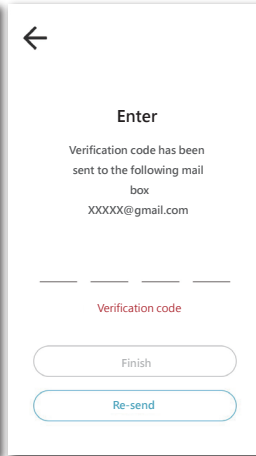 Enter
Verification code has been
sent to the following mail
box
XXXXX@gmail.com
Verification code
Finish
Re-send